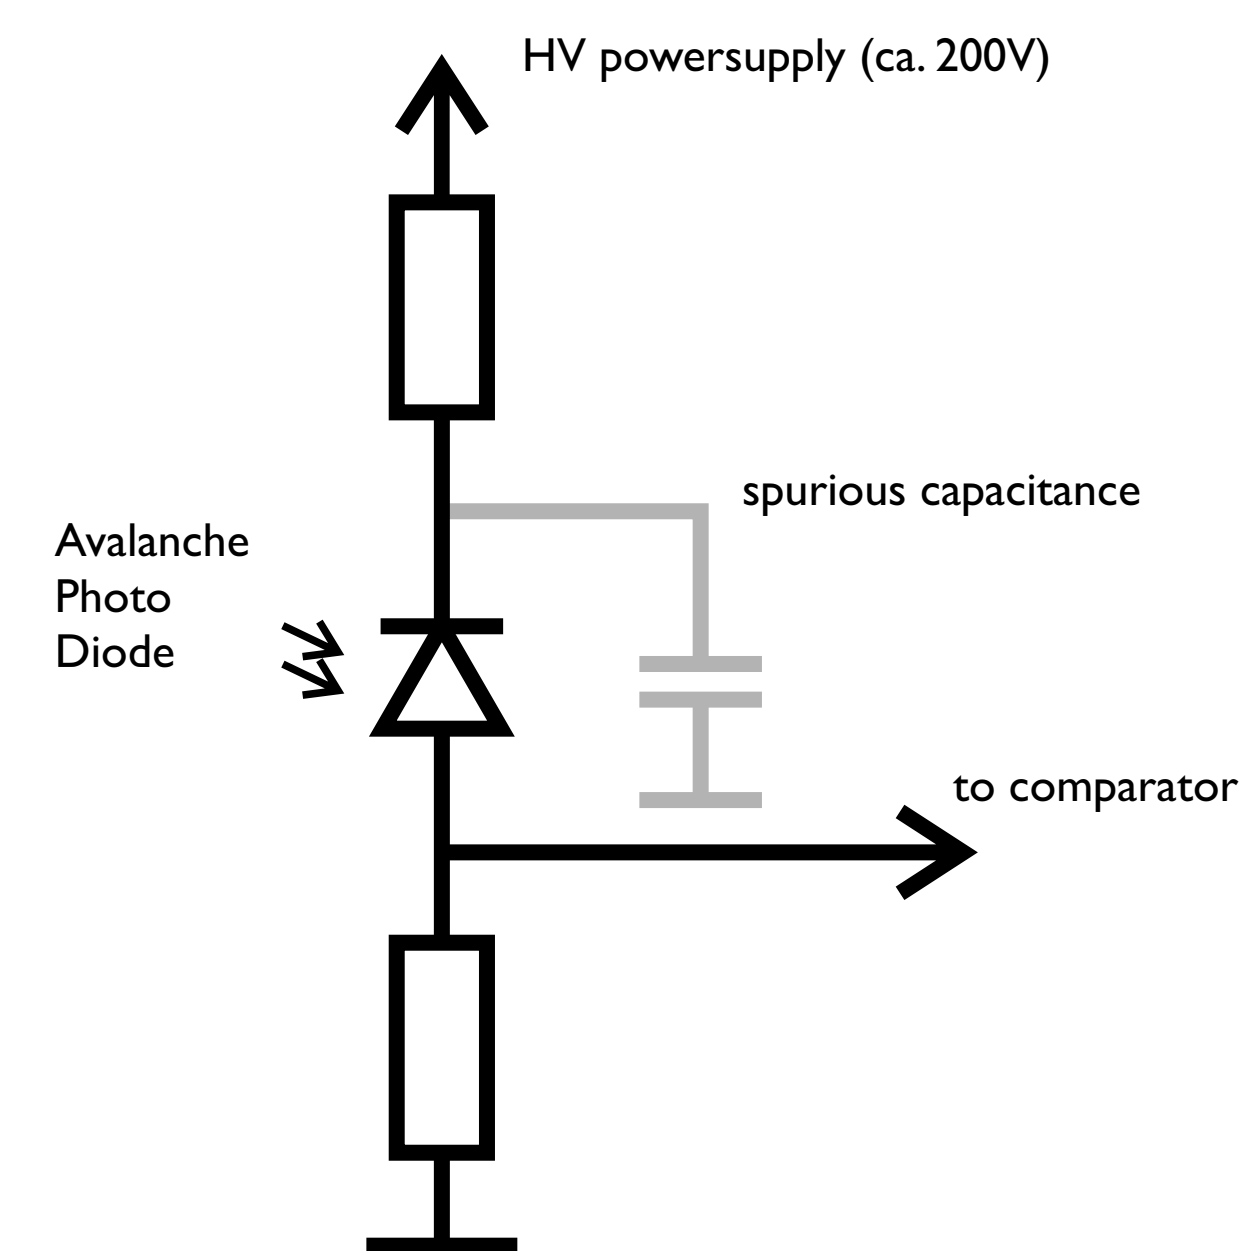 HV powersupply (ca. 200V)
spurious capacitance
Avalanche
Photo
Diode
to comparator